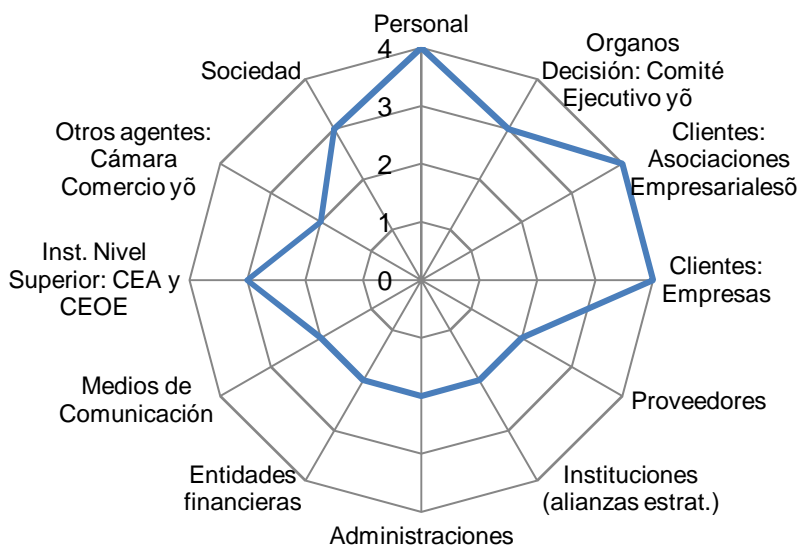 Personal
4
3
2
1
0
Organos
Decisión: Comité
Ejecutivo yõ
Clientes:
Asociaciones
Empresarialesõ
Clientes:
Empresas
Proveedores
Instituciones
(alianzas estrat.)
Administraciones
Entidades
financieras
Medios de
Comunicación
Inst. Nivel
Superior: CEA y
CEOE
Otros agentes:
Cámara
Comercio yõ
Sociedad